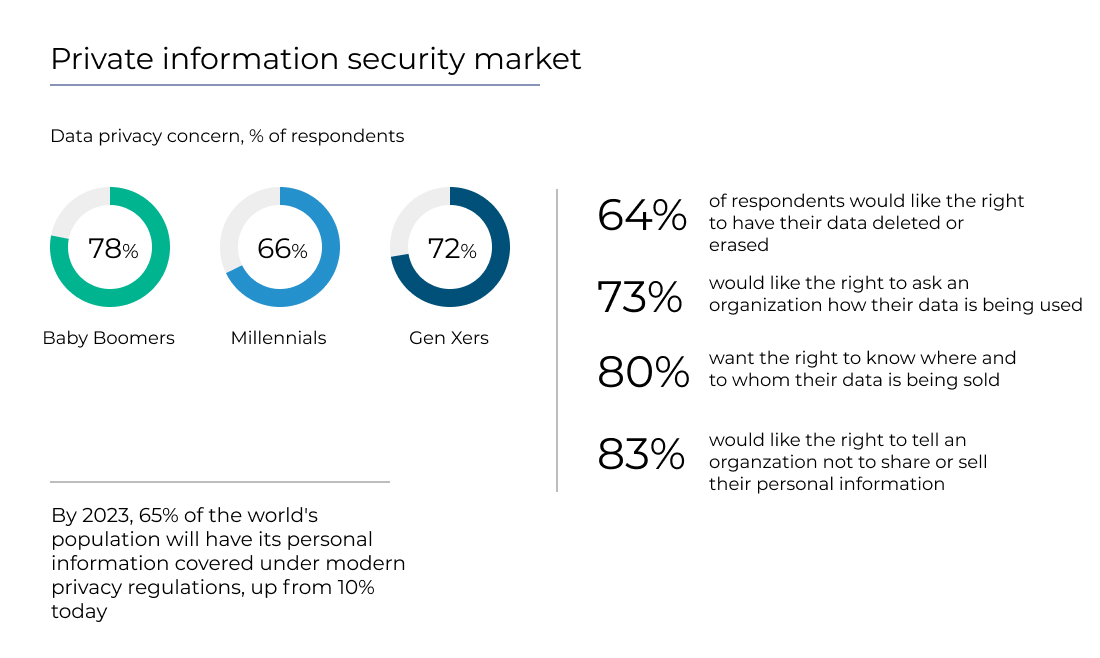 Private information security market
Data privacy concern, % of respondents
78%
66%
72%
Baby Boomers
Millennials
Gen Xers
64%
of respondents would like the right
to have their data deleted or
erased
73%
would like the right to ask an
organization how their data is being used
80%
want the right to know where and
to whom their data is being sold
83%
would like the right to tell an
organzation not to share or sell
their personal information
By 2023, 65% of the world's
population will have its personal
information covered under modern
privacy regulations, up from 10%
today